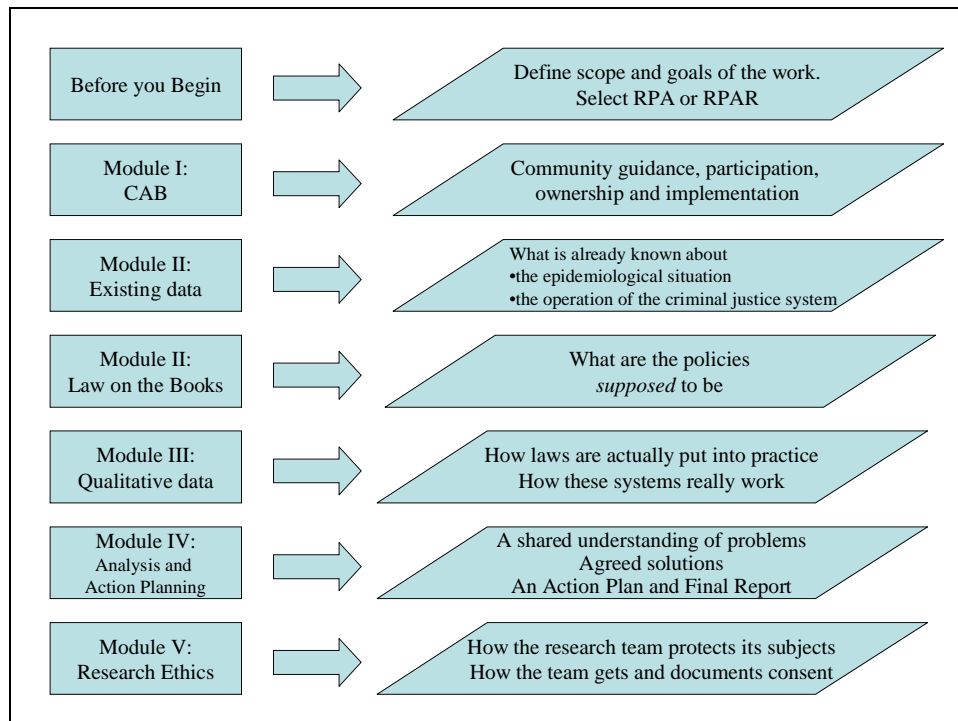 Before you Begin
Define scope and goals of the work.
Select RPA or RPAR
Module I:
CAB
Community guidance, participation,
ownership and implementation
Module II:
Existing data
What is already known about
•the epidemiological situation
•the operation of the criminal justice system
Module II:
Law on the Books
What are the policies
supposed to be
Module III:
Qualitative data
How laws are actually put into practice
How these systems really work
Module IV:
Analysis and
Action Planning
A shared understanding of problems
Agreed solutions
An Action Plan and Final Report
Module V:
Research Ethics
How the research team protects its subjects
How the team gets and documents consent